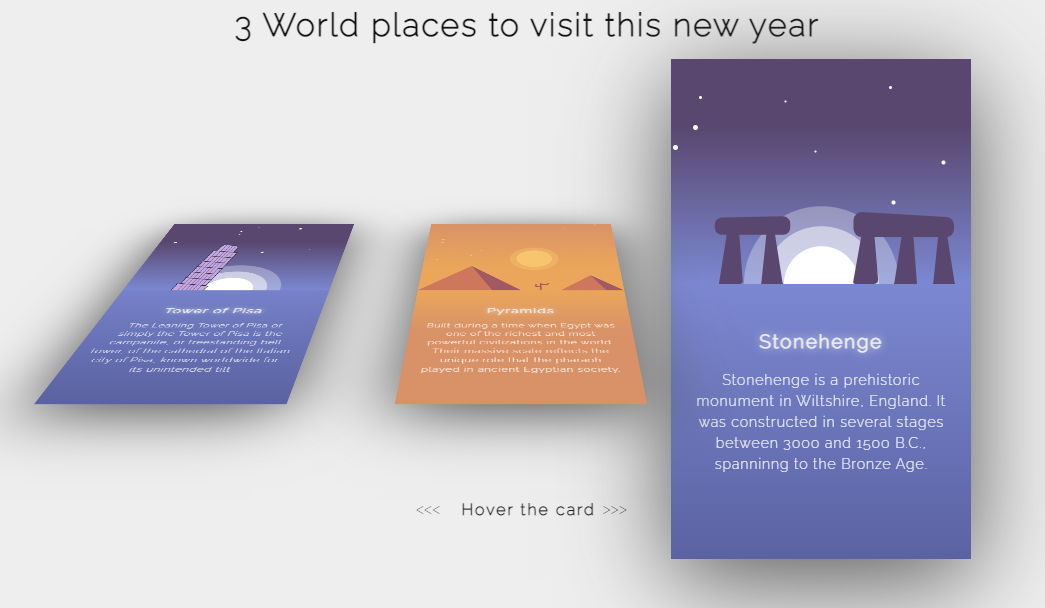 3 World places to visit this new year
Tower of Pisa
The Leaning Tower of Pisa or
simply the Tower of Pisa is the
campanile, or freestanding bell
tower, of the cathedral of the Italian
city of Pisa, known worldwide for
its unintended tilt
Pyramids
Built during a time when Egypt was
one of the richest and most
powerful civilizations in the world
Their massive scale reflects the
unique role that the pharaoh
played in ancient Egyptian society.
Stonehenge
Stonehenge is a prehistoric
monument in Wiltshire, England. It
was constructed in several stages
between 3000 and 1500 B.C.,
spanninng to the Bronze Age.
<<< Hover the card >>>